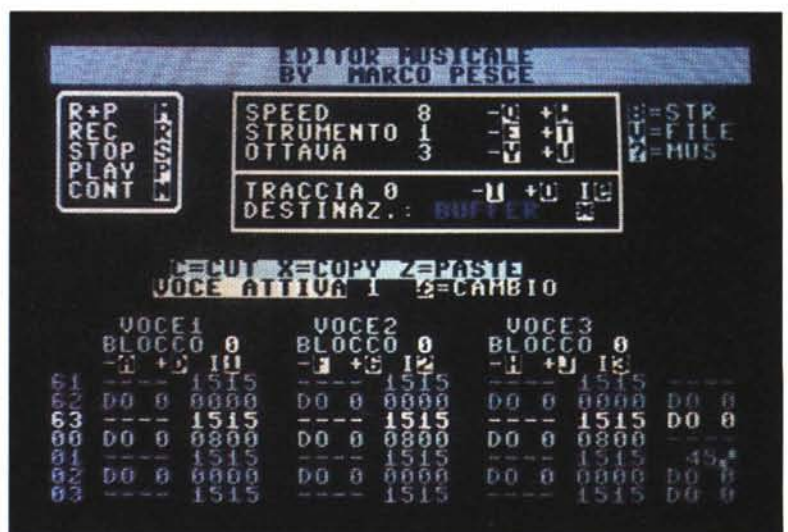 EDITOR MUSICALE
BY MARCO PESCE
R+P
REC R
STOP S
PLAY P
CONT N
SPEED 8 -Q +
STRUMENTO 1 -E +T
OTTAVA 3 -Y +U
TRACCIA 0 - + I
DESTINAZ.: BUFFER
=STR
=FILE
=MUS
C=CUT X=COPY Z=PASTE
VOCE ATTIVA 1 £=CAMBIO
VOCE1 VOCE2 VOCE3
BLOCCO 0 BLOCCO 0 BLOCCO 0
-A +D I1 -F +G I2 -H +J I3
61 ---- 1515 ---- 1515 ---- 1515 ----
62 DO 0 0000 DO 0 0000 DO 0 0000
63 ---- 1515 ---- 1515 ---- 1515 DO 0
00 DO 0 0800 DO 0 0800 DO 0 0800 ----
01 ---- 1515 ---- 1515 ---- 1515
02 DO 0 0000 DO 0 0000 DO 0 0000 DO 0
03 ---- 1515 ---- 1515 ---- 1515 DO 0